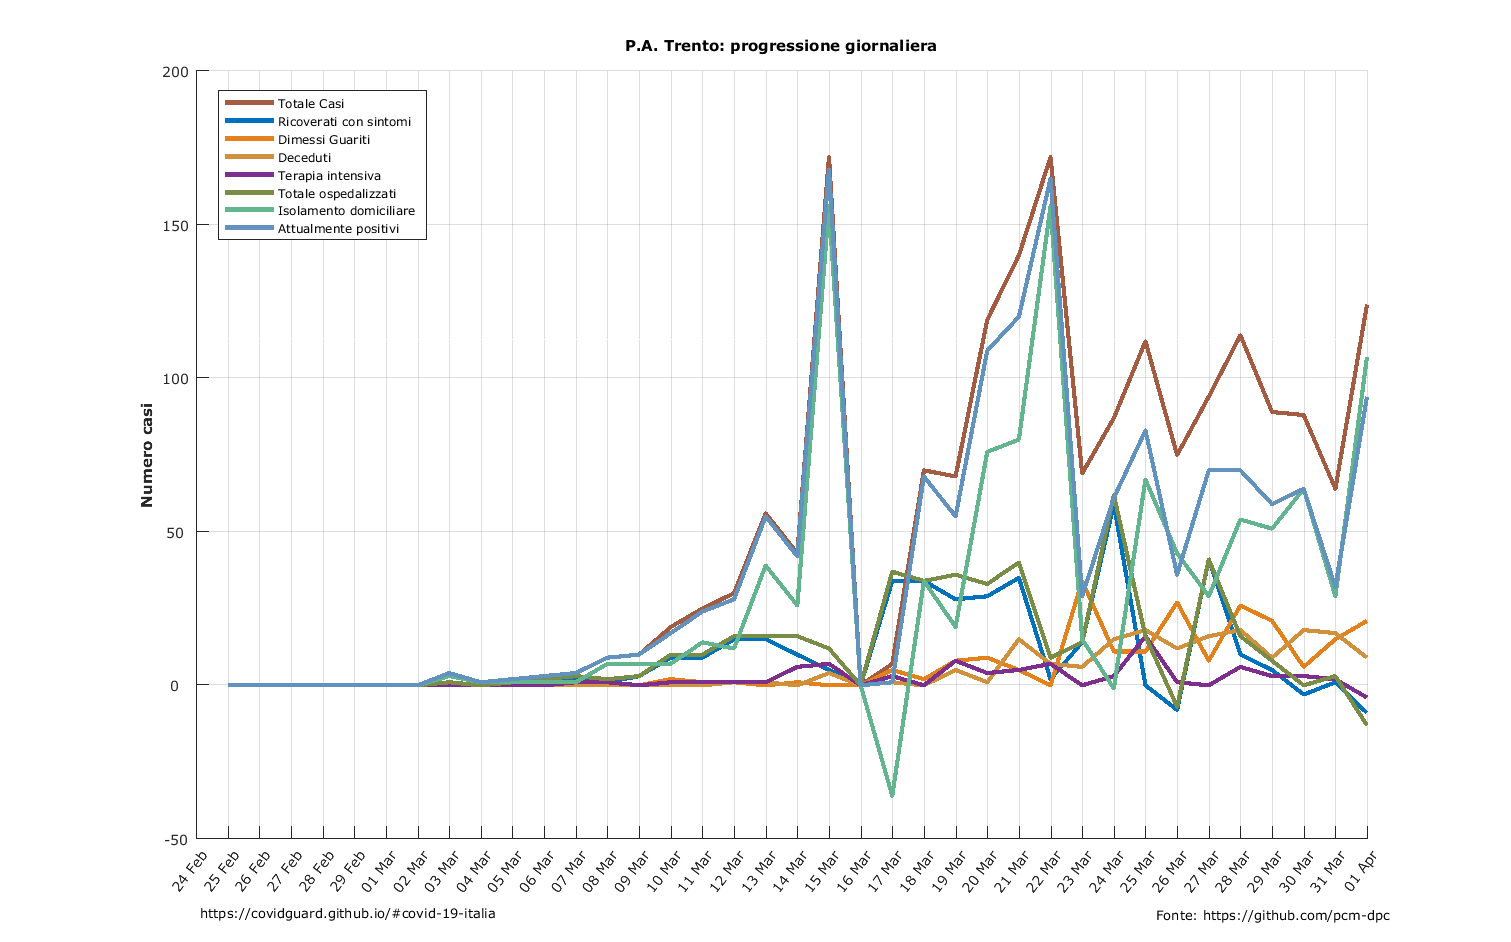 P.A. Trento: progressione giornaliera
200
150
100
50
0
-50
Numero casi
Totale Casi
Ricoverati con sintomi
Dimessi Guariti
Deceduti
Terapia intensiva
Totale ospedalizzati
Isolamento domiciliare
Attualmente positivi
24 Feb
25 Feb
26 Feb
27 Feb
28 Feb
29 Feb
01 Mar
02 Mar
03 Mar
04 Mar
05 Mar
06 Mar
07 Mar
08 Mar
09 Mar
10 Mar
11 Mar
12 Mar
13 Mar
14 Mar
15 Mar
16 Mar
17 Mar
18 Mar
19 Mar
20 Mar
21 Mar
22 Mar
23 Mar
24 Mar
25 Mar
26 Mar
27 Mar
28 Mar
29 Mar
30 Mar
31 Mar
01 Apr
https://covidguard.github.io/#covid-19-italia
Fonte: https://github.com/pcm-dpc